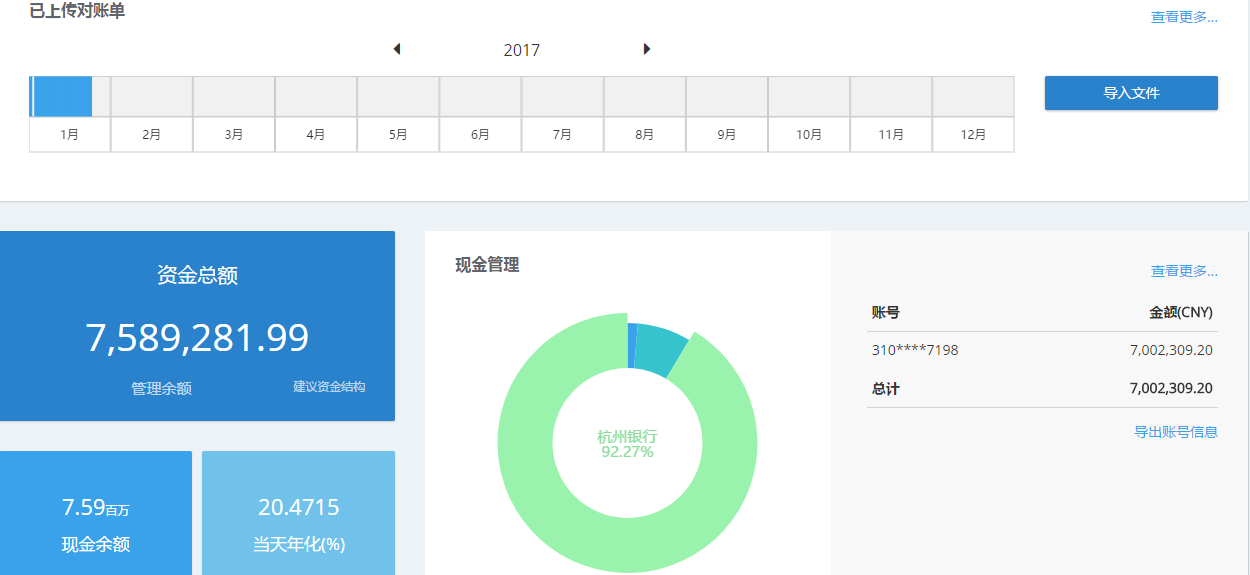 已上传对账单
查看更多...
2017
导入文件
1月 2月 3月 4月 5月 6月 7月 8月 9月 10月 11月 12月
资金总额
7,589,281.99
管理余额 建议资金结构
7.59百万
现金余额
20.4715
当天年化(%)
现金管理
杭州银行
92.27%
查看更多...
账号 金额(CNY)
310****7198 7,002,309.20
总计 7,002,309.20
导出账号信息